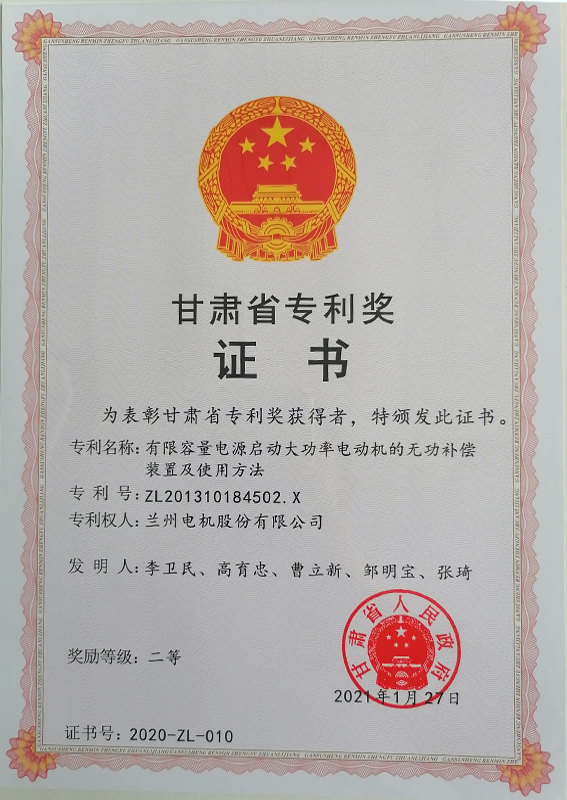 GANSUSHENG RENMIN ZHENGFU ZHUANLIJIANG
甘肃省专利奖
证 书
为表彰甘肃省专利奖获得者，特颁发此证书。
专利名称：有限容量电源启动大功率电动机的无功补偿
装置及使用方法
专 利 号：ZL201310184502.X
专利权人：兰州电机股份有限公司
发 明 人：李卫民、高育忠、曹立新、邹明宝、张琦
甘肃省人民政府
奖励等级：二等
2021年1月27日
证书号：2020-ZL-010